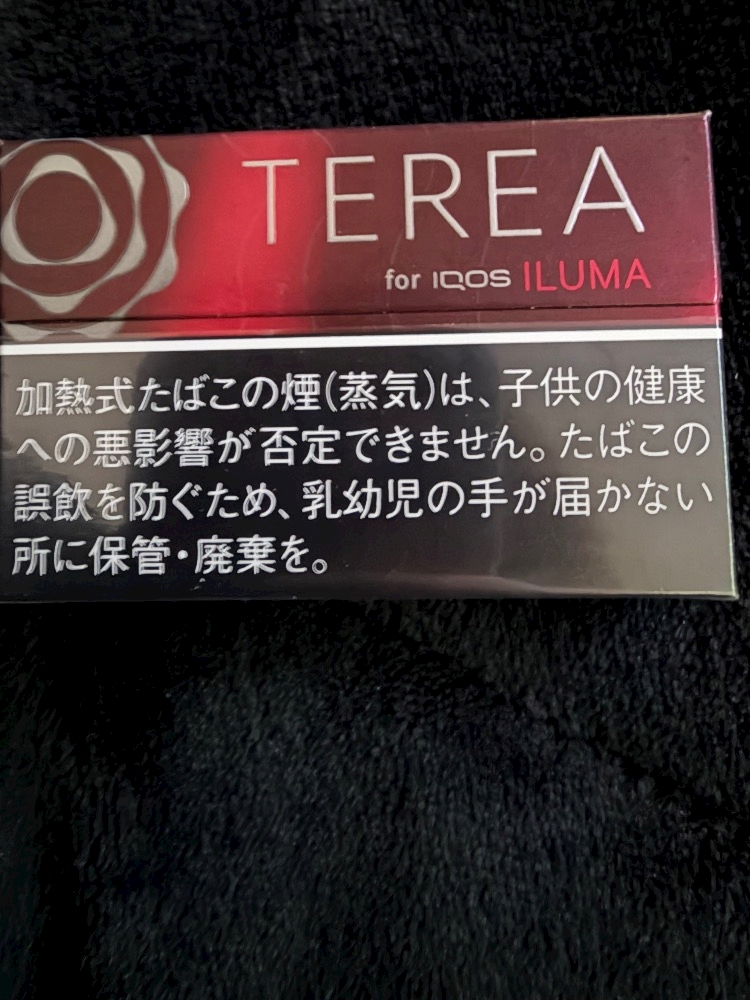 TEREA
for IQOS ILUMA
加熱式たばこの煙(蒸気)は、子供の健康
への悪影響が否定できません。たばこの
誤飲を防ぐため、乳幼児の手が届かない
所に保管・廃棄を。